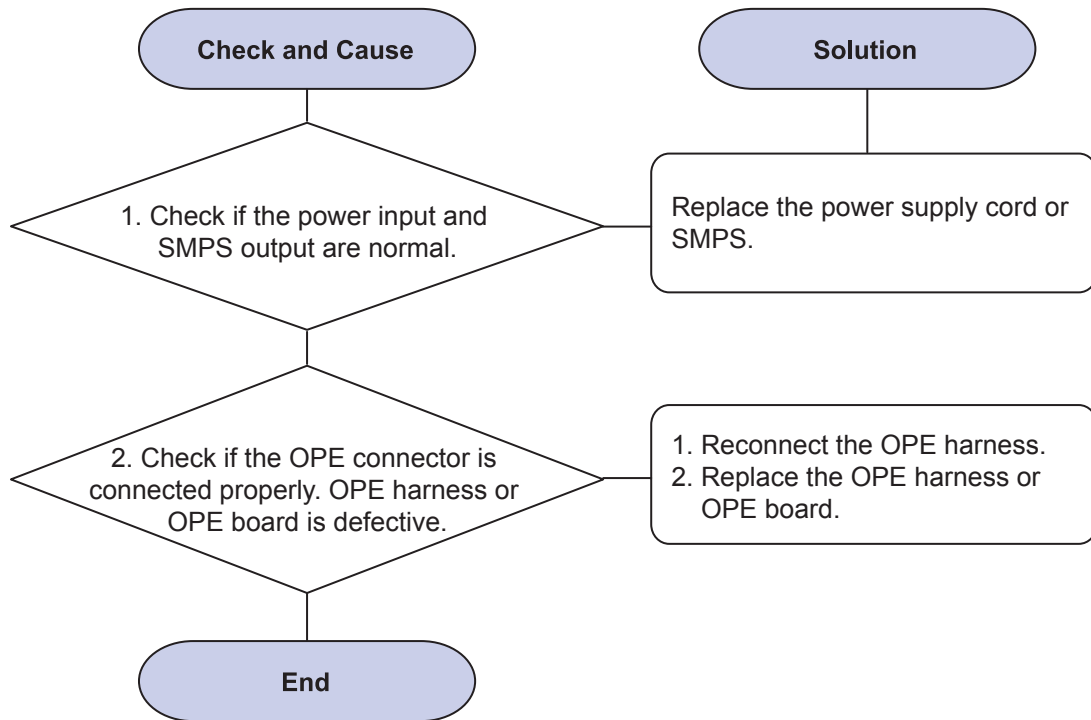 Check and Cause
Solution
1. Check if the power input and
SMPS output are normal.
Replace the power supply cord or
SMPS.
2. Check if the OPE connector is
connected properly. OPE harness or
OPE board is defective.
1. Reconnect the OPE harness.
2. Replace the OPE harness or
OPE board.
End